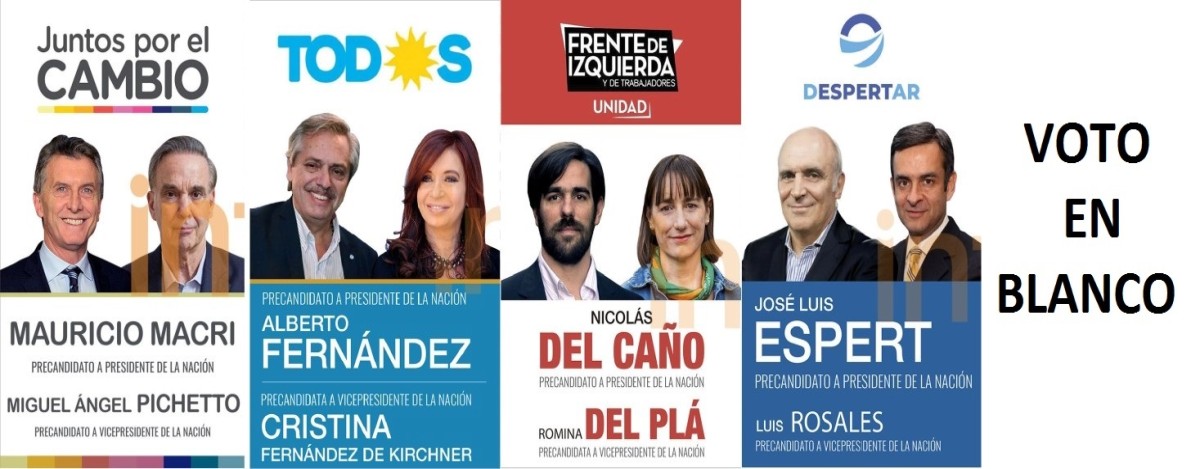 Juntos por el
CAMBIO
MAURICIO MACRI
PRECANDIDATO A PRESIDENTE DE LA NACIÓN
MIGUEL ÁNGEL PICHETTO
PRECANDIDATO A VICEPRESIDENTE DE LA NACIÓN
TODOS
PRECANDIDATO A PRESIDENTE DE LA NACIÓN
ALBERTO
FERNÁNDEZ
PRECANDIDATA A VICEPRESIDENTE DE LA NACIÓN
CRISTINA
FERNÁNDEZ DE KIRCHNER
FRENTE DE
IZQUIERDA
Y DE TRABAJADORES
UNIDAD
NICOLÁS
DEL CAÑO
PRECANDIDATO A PRESIDENTE DE LA NACIÓN
ROMINA DEL PLÁ
PRECANDIDATA A VICEPRESIDENTE DE LA NACIÓN
DESPERTAR
JOSÉ LUIS
ESPERT
PRECANDIDATO A PRESIDENTE DE LA NACIÓN
LUIS ROSALES
PRECANDIDATO A VICEPRESIDENTE DE LA NACIÓN
VOTO
EN
BLANCO